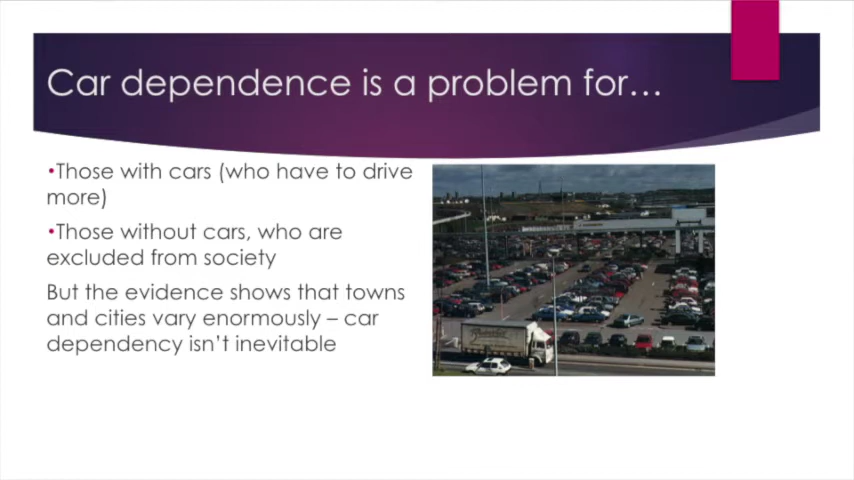 Car dependence is a problem for…
•Those with cars (who have to drive
more)
•Those without cars, who are
excluded from society
But the evidence shows that towns
and cities vary enormously – car
dependency isn't inevitable